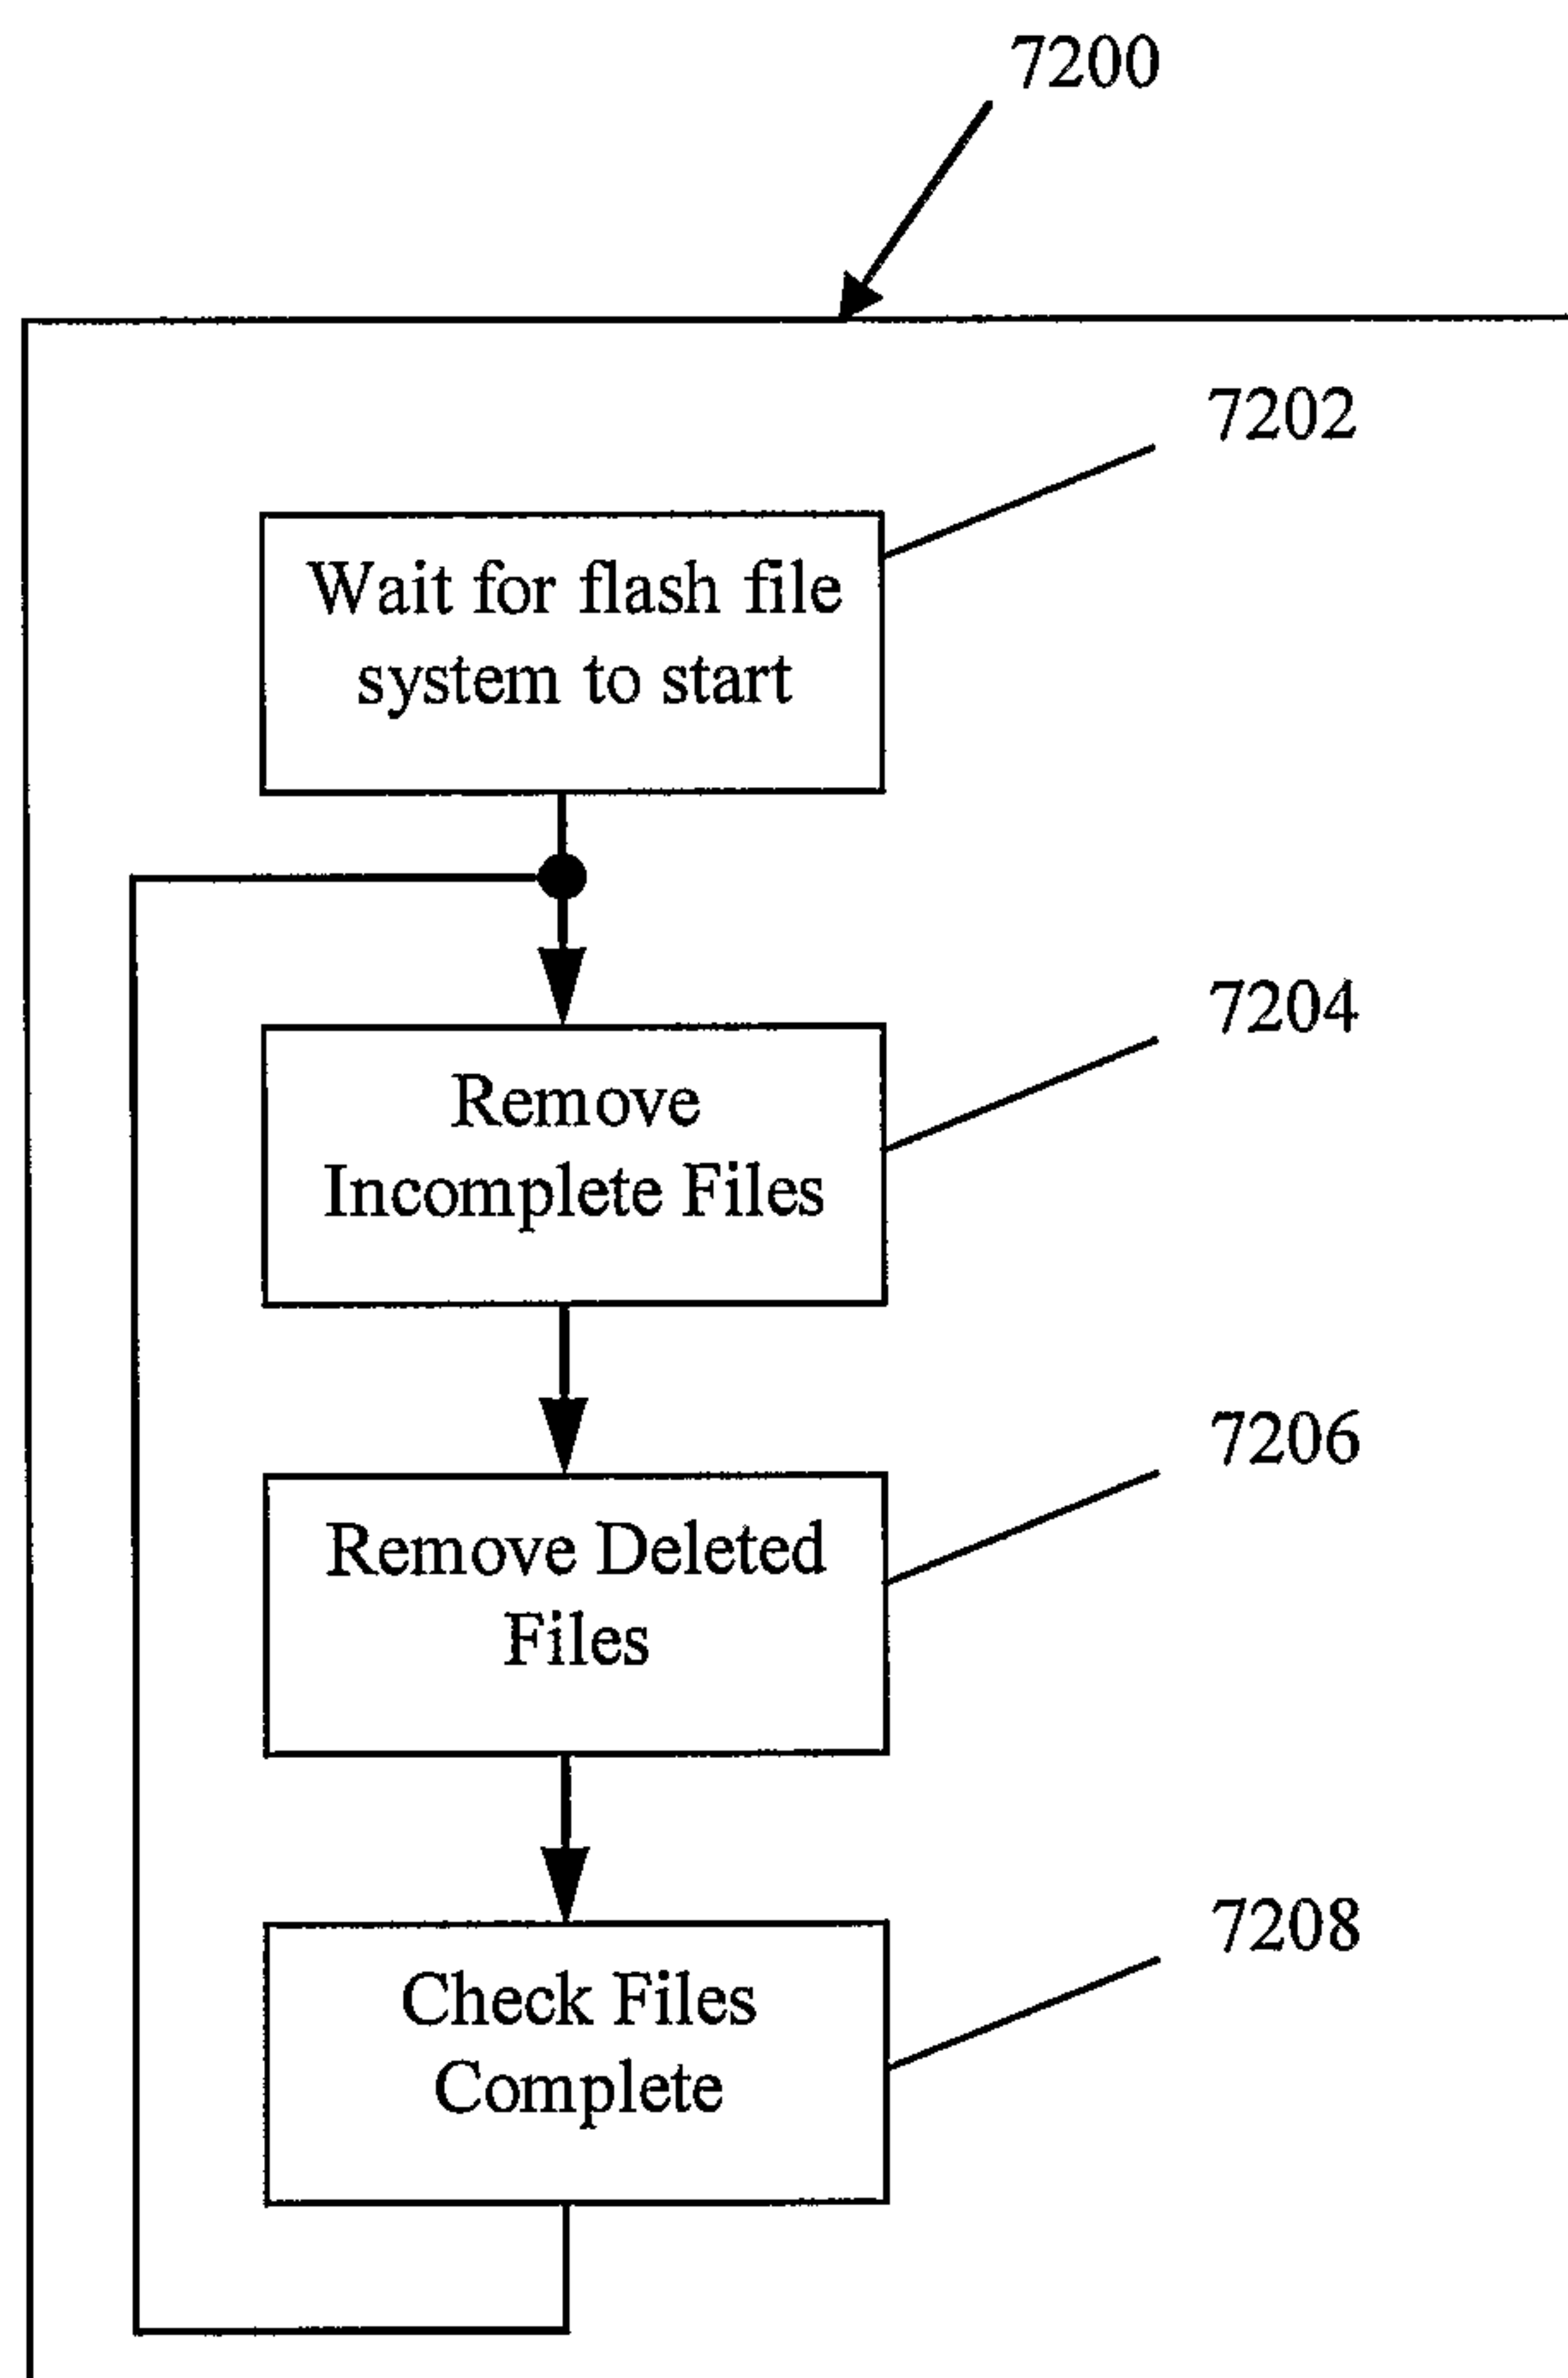 7200
7202
Wait for flash file
system to start
7204
Remove
Incomplete Files
7206
Remove Deleted
Files
7208
Check Files
Complete